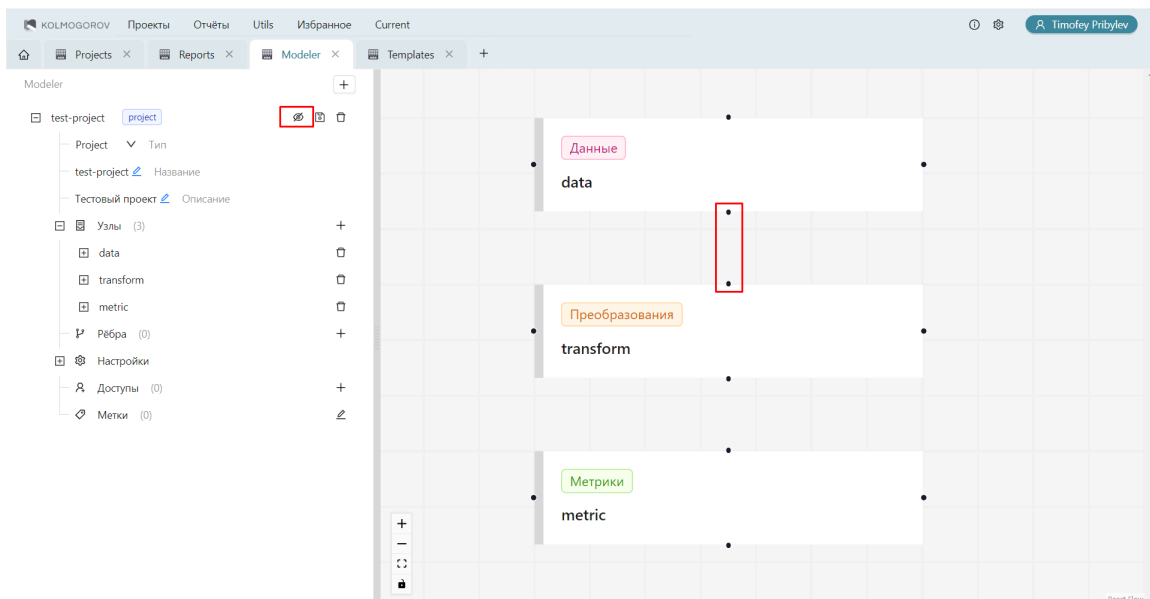 KOLMOGOROV Проекты Отчёты Utils Избранное Current Timofey Pribylev
Projects Reports Modeler Templates
Modeler
test-project project
Project Тип
test-project Название
Тестовый проект Описание
Узлы (3)
data
transform
metric
Рёбра (0)
Настройки
Доступы (0)
Метки (0)
Данные
data
Преобразования
transform
Метрики
metric